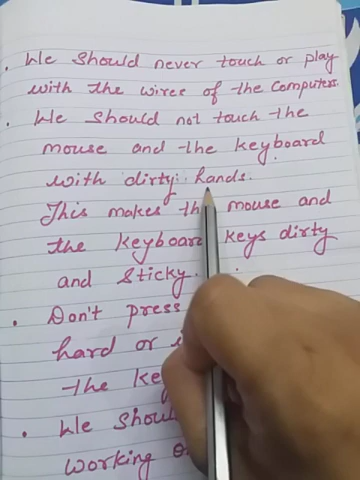 . We should never touch or play
with the wires of the computers.
. We should not touch the
mouse and the keyboard
with dirty hands.
This makes the mouse and
the keyboard keys dirty
and sticky.
. Don't press
hard or
the
. We should
working